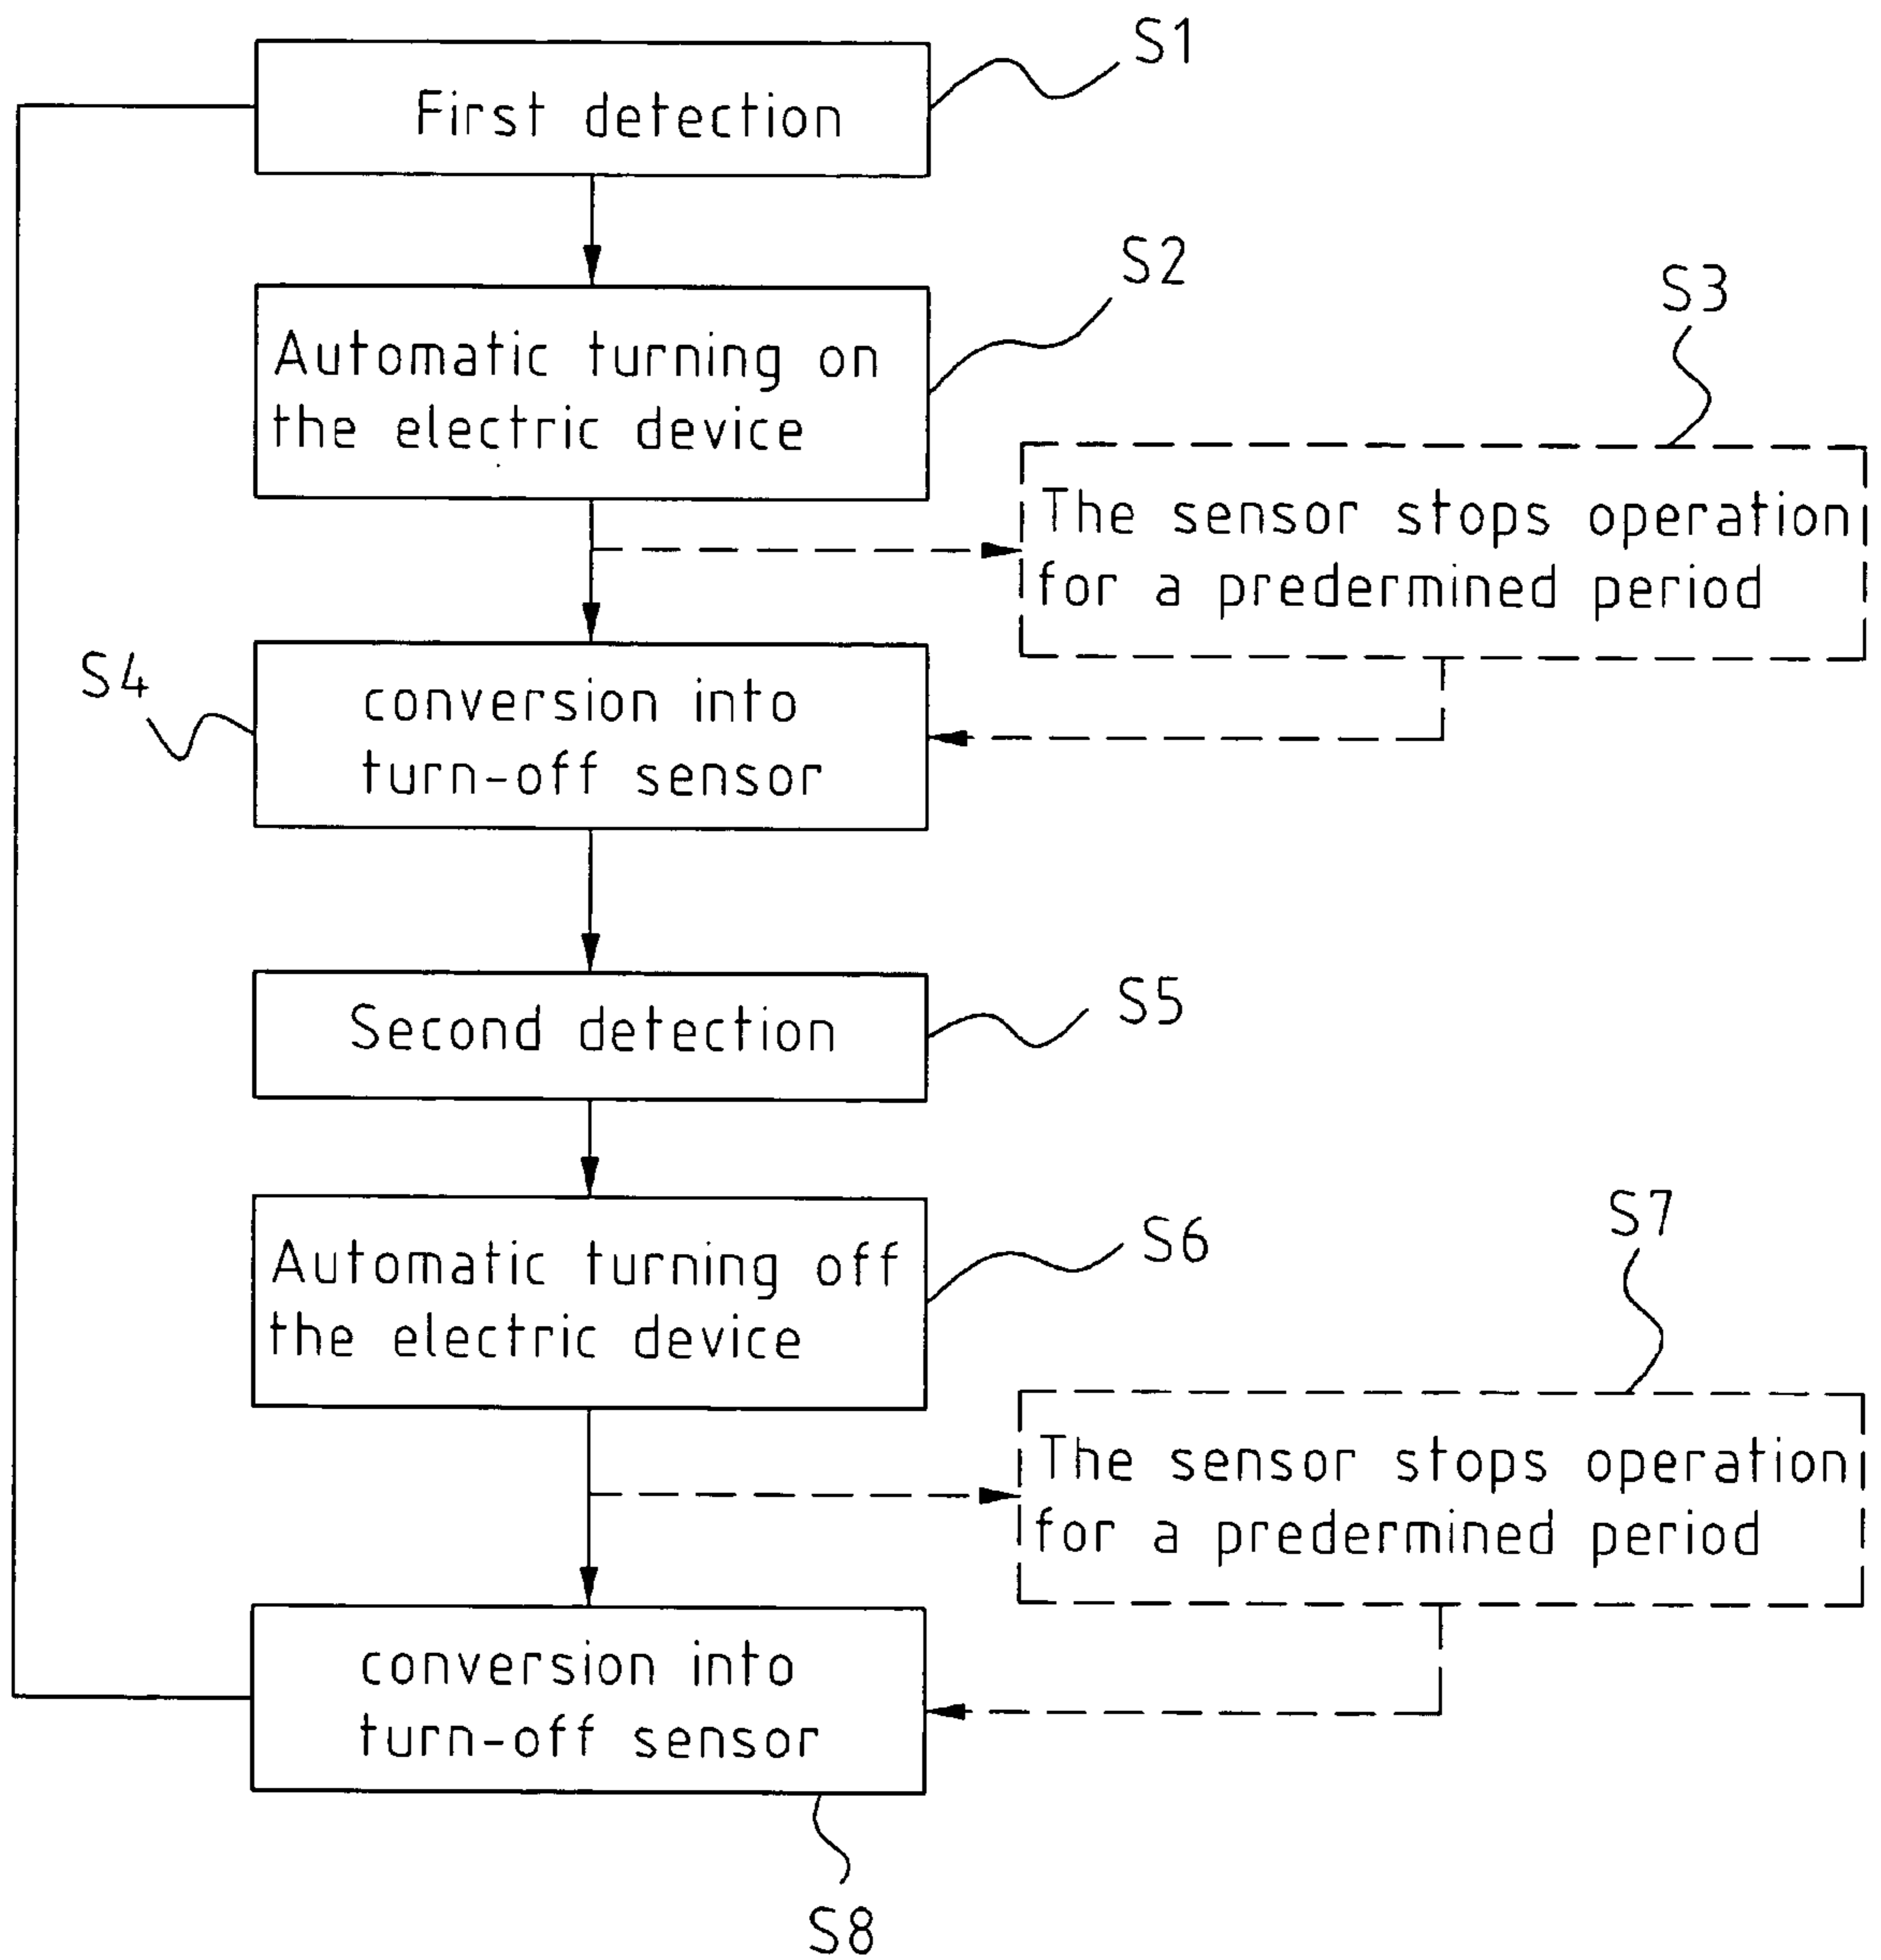 S1
First detection
S2
Automatic turning on
the electric device
S3
The sensor stops operation
for a predermined period
S4
conversion into
turn-off sensor
S5
Second detection
S6
Automatic turning off
the electric device
S7
The sensor stops operation
for a predermined period
conversion into
turn-off sensor
S8